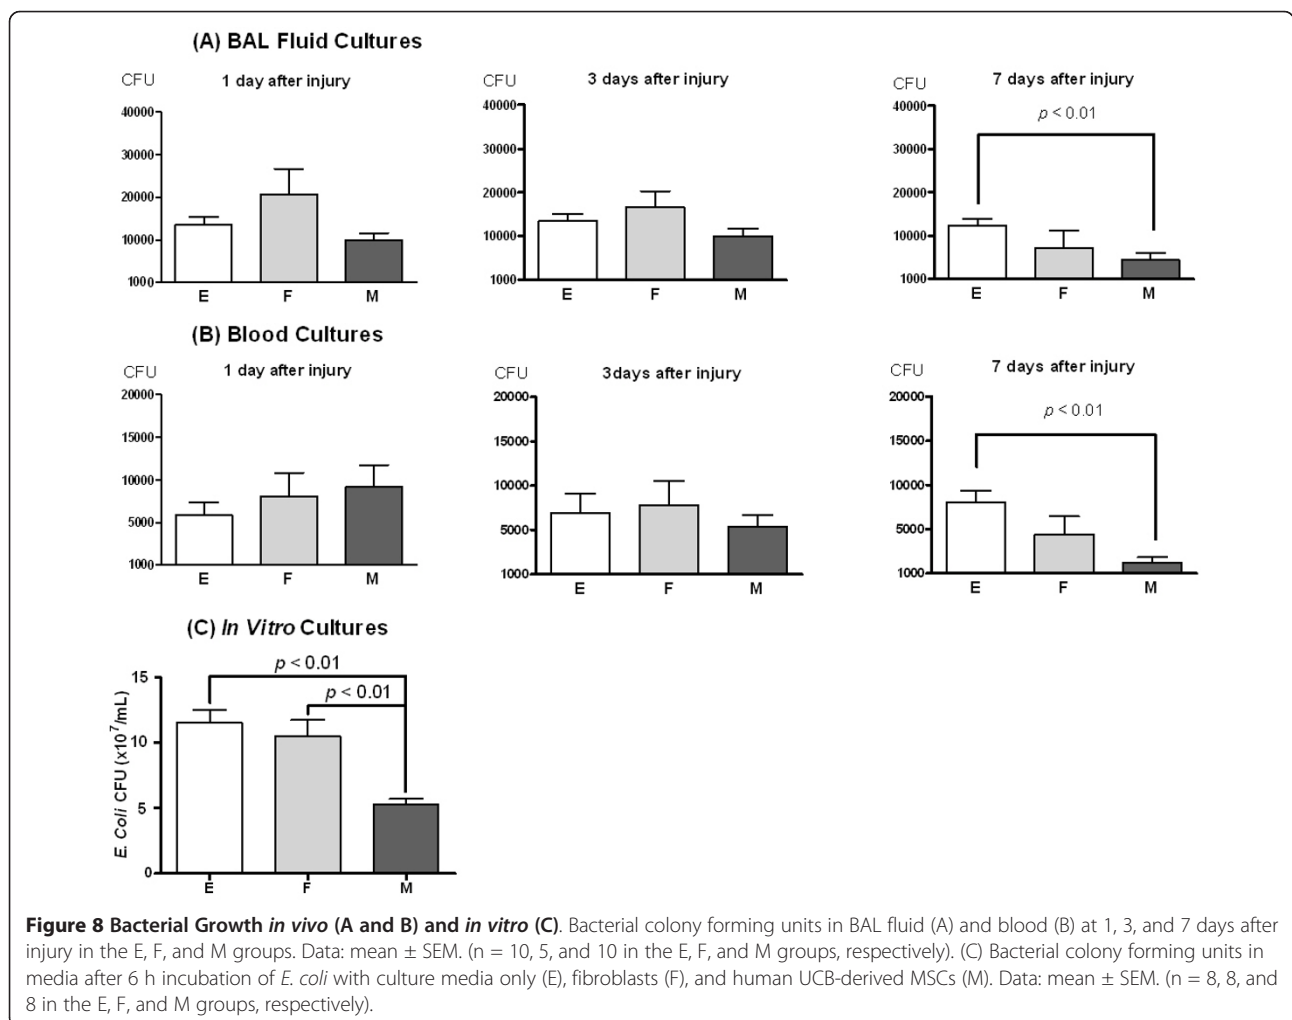 (A) BAL Fluid Cultures
CFU
1 day after injury
40000
30000
20000
10000
1000
E
F
M
CFU
3 days after injury
40000
30000
20000
10000
1000
E
F
M
CFU
7 days after injury
p < 0.01
40000
30000
20000
10000
1000
E
F
M
(B) Blood Cultures
CFU
1 day after injury
20000
15000
10000
5000
1000
E
F
M
CFU
3days after injury
20000
15000
10000
5000
1000
E
F
M
CFU
7 days after injury
p < 0.01
20000
15000
10000
5000
1000
E
F
M
(C) In Vitro Cultures
p < 0.01
p < 0.01
E. Coli CFU (x10⁷/mL)
15
10
5
0
E
F
M
Figure 8 Bacterial Growth in vivo (A and B) and in vitro (C). Bacterial colony forming units in BAL fluid (A) and blood (B) at 1, 3, and 7 days after
injury in the E, F, and M groups. Data: mean ± SEM. (n = 10, 5, and 10 in the E, F, and M groups, respectively). (C) Bacterial colony forming units in
media after 6 h incubation of E. coli with culture media only (E), fibroblasts (F), and human UCB-derived MSCs (M). Data: mean ± SEM. (n = 8, 8, and
8 in the E, F, and M groups, respectively).